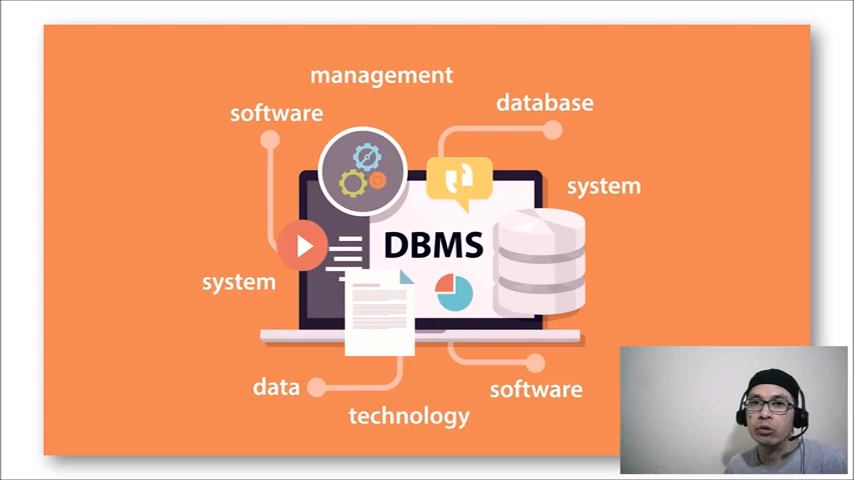 management
software
database
system
DBMS
system
data
software
technology